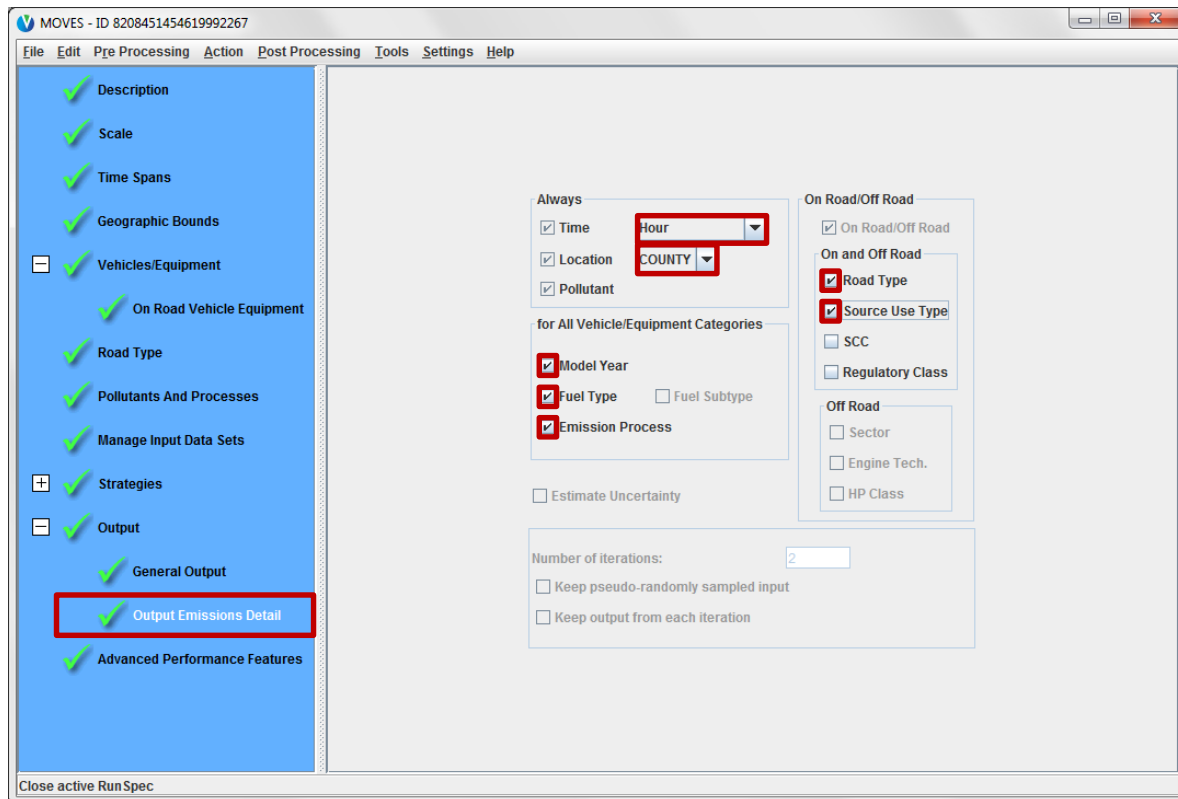 MOVES - ID 8208451454619992267
File Edit Pre Processing Action Post Processing Tools Settings Help
Description
Scale
Time Spans
Geographic Bounds
Vehicles/Equipment
On Road Vehicle Equipment
Road Type
Pollutants And Processes
Manage Input Data Sets
Strategies
Output
General Output
Output Emissions Detail
Advanced Performance Features
Always
Time Hour
Location COUNTY
Pollutant
for All Vehicle/Equipment Categories
Model Year
Fuel Type Fuel Subtype
Emission Process
Estimate Uncertainty
On Road/Off Road
On Road/Off Road
On and Off Road
Road Type
Source Use Type
SCC
Regulatory Class
Off Road
Sector
Engine Tech.
HP Class
Number of iterations: 2
Keep pseudo-randomly sampled input
Keep output from each iteration
Close active RunSpec